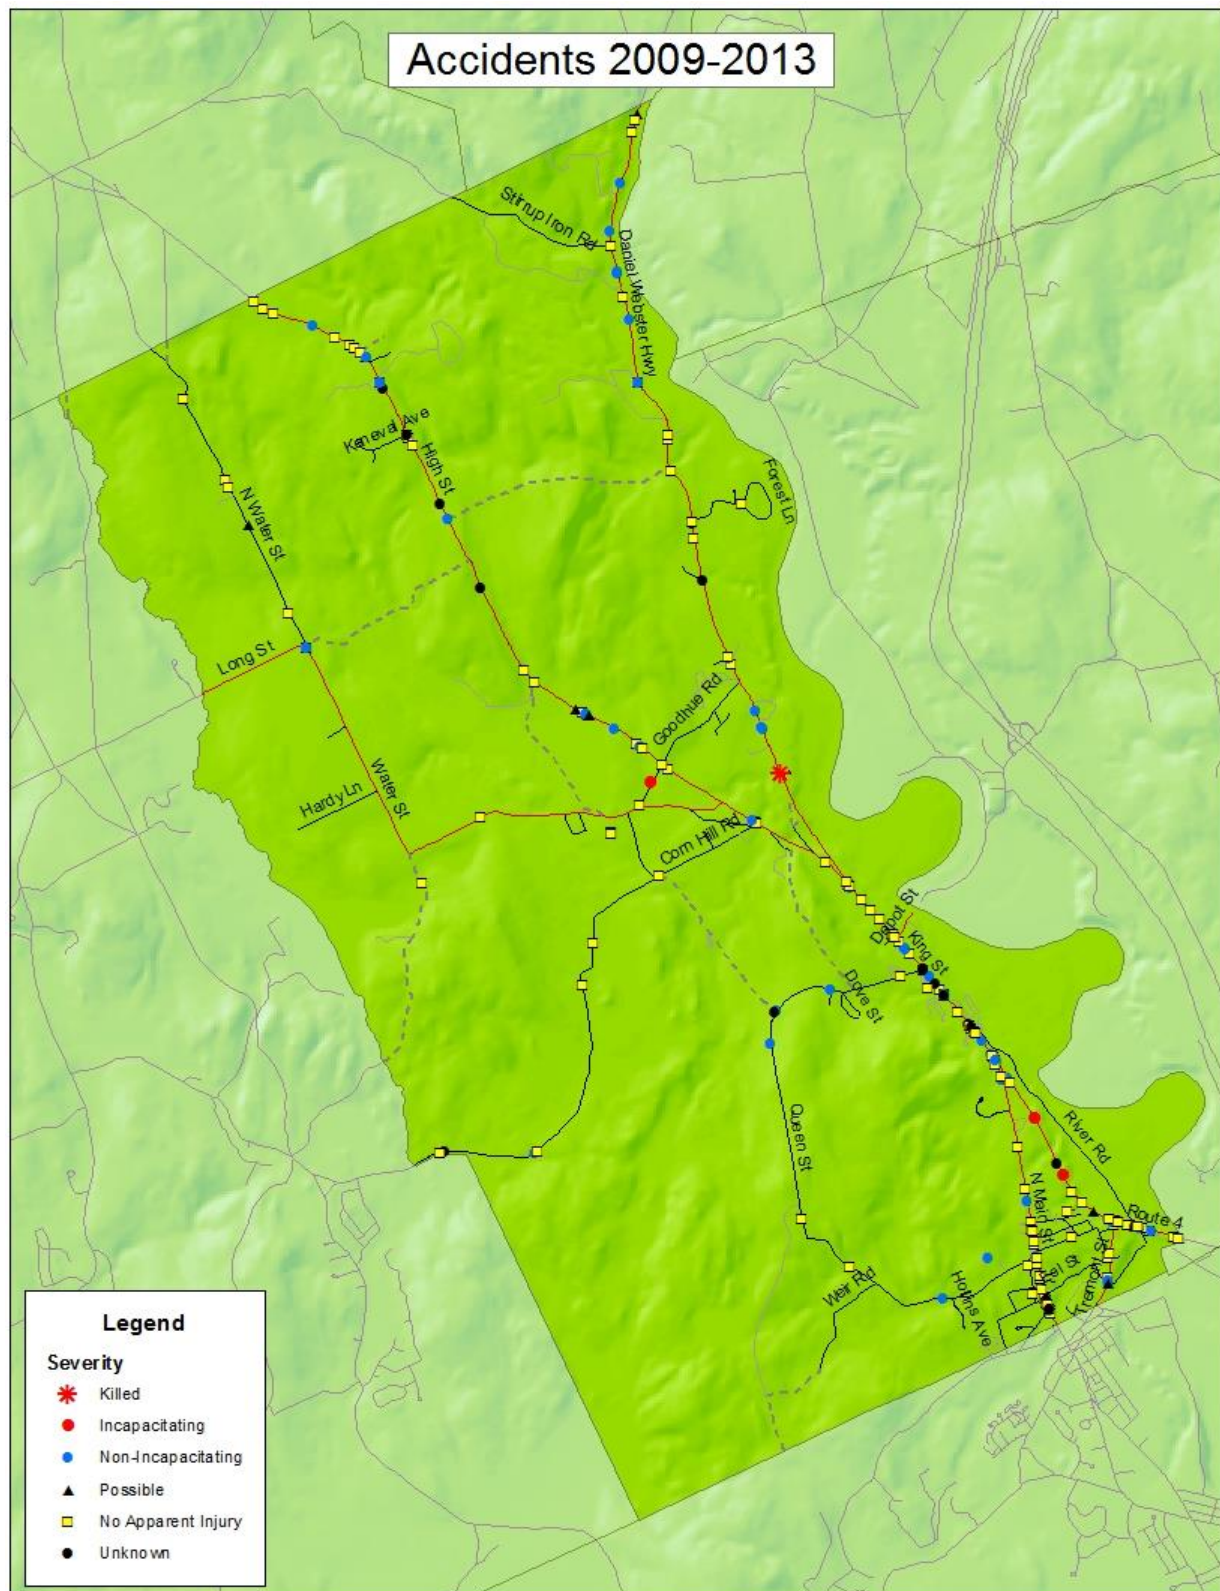 Accidents 2009-2013
Stirrup Iron Rd
Daniel Webster Hwy
Keneval Ave
High St
Forest Ln
N Water St
Long St
Goodhue Rd
Water St
Hardy Ln
Corn Hill Rd
Depot St
King St
Dove St
Queen St
River Rd
N Main St
Route 4
Tremont St
Weir Rd
Hollins Ave
Legend
Severity
Killed
Incapacitating
Non-Incapacitating
Possible
No Apparent Injury
Unknown